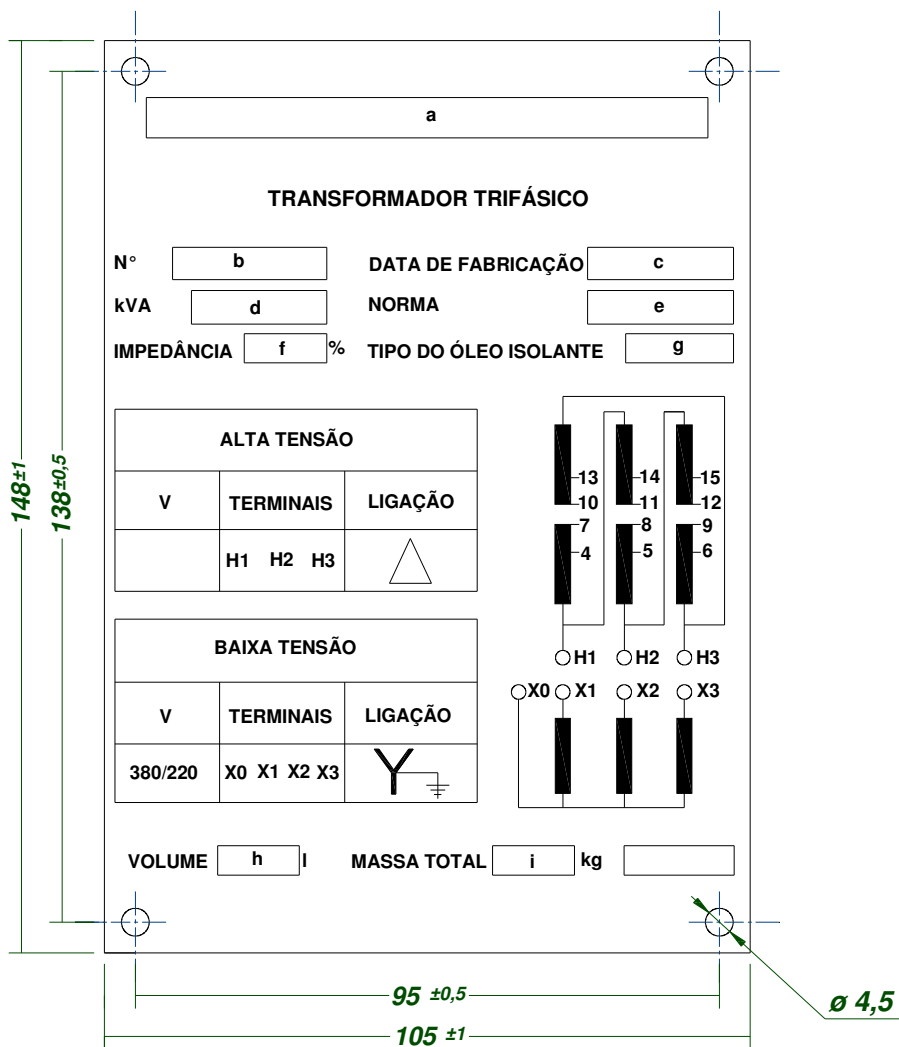 a
TRANSFORMADOR TRIFÁSICO
N° b DATA DE FABRICAÇÃO c
kVA d NORMA e
IMPEDÂNCIA f % TIPO DO ÓLEO ISOLANTE g
ALTA TENSÃO
V TERMINAIS LIGAÇÃO
H1 H2 H3
13 14 15
10 11 12
7 8 9
4 5 6
H1 H2 H3
BAIXA TENSÃO
V TERMINAIS LIGAÇÃO
380/220 X0 X1 X2 X3
X0 X1 X2 X3
VOLUME h l MASSA TOTAL i kg
148±1
138±0,5
95 ±0,5
105 ±1
ø 4,5